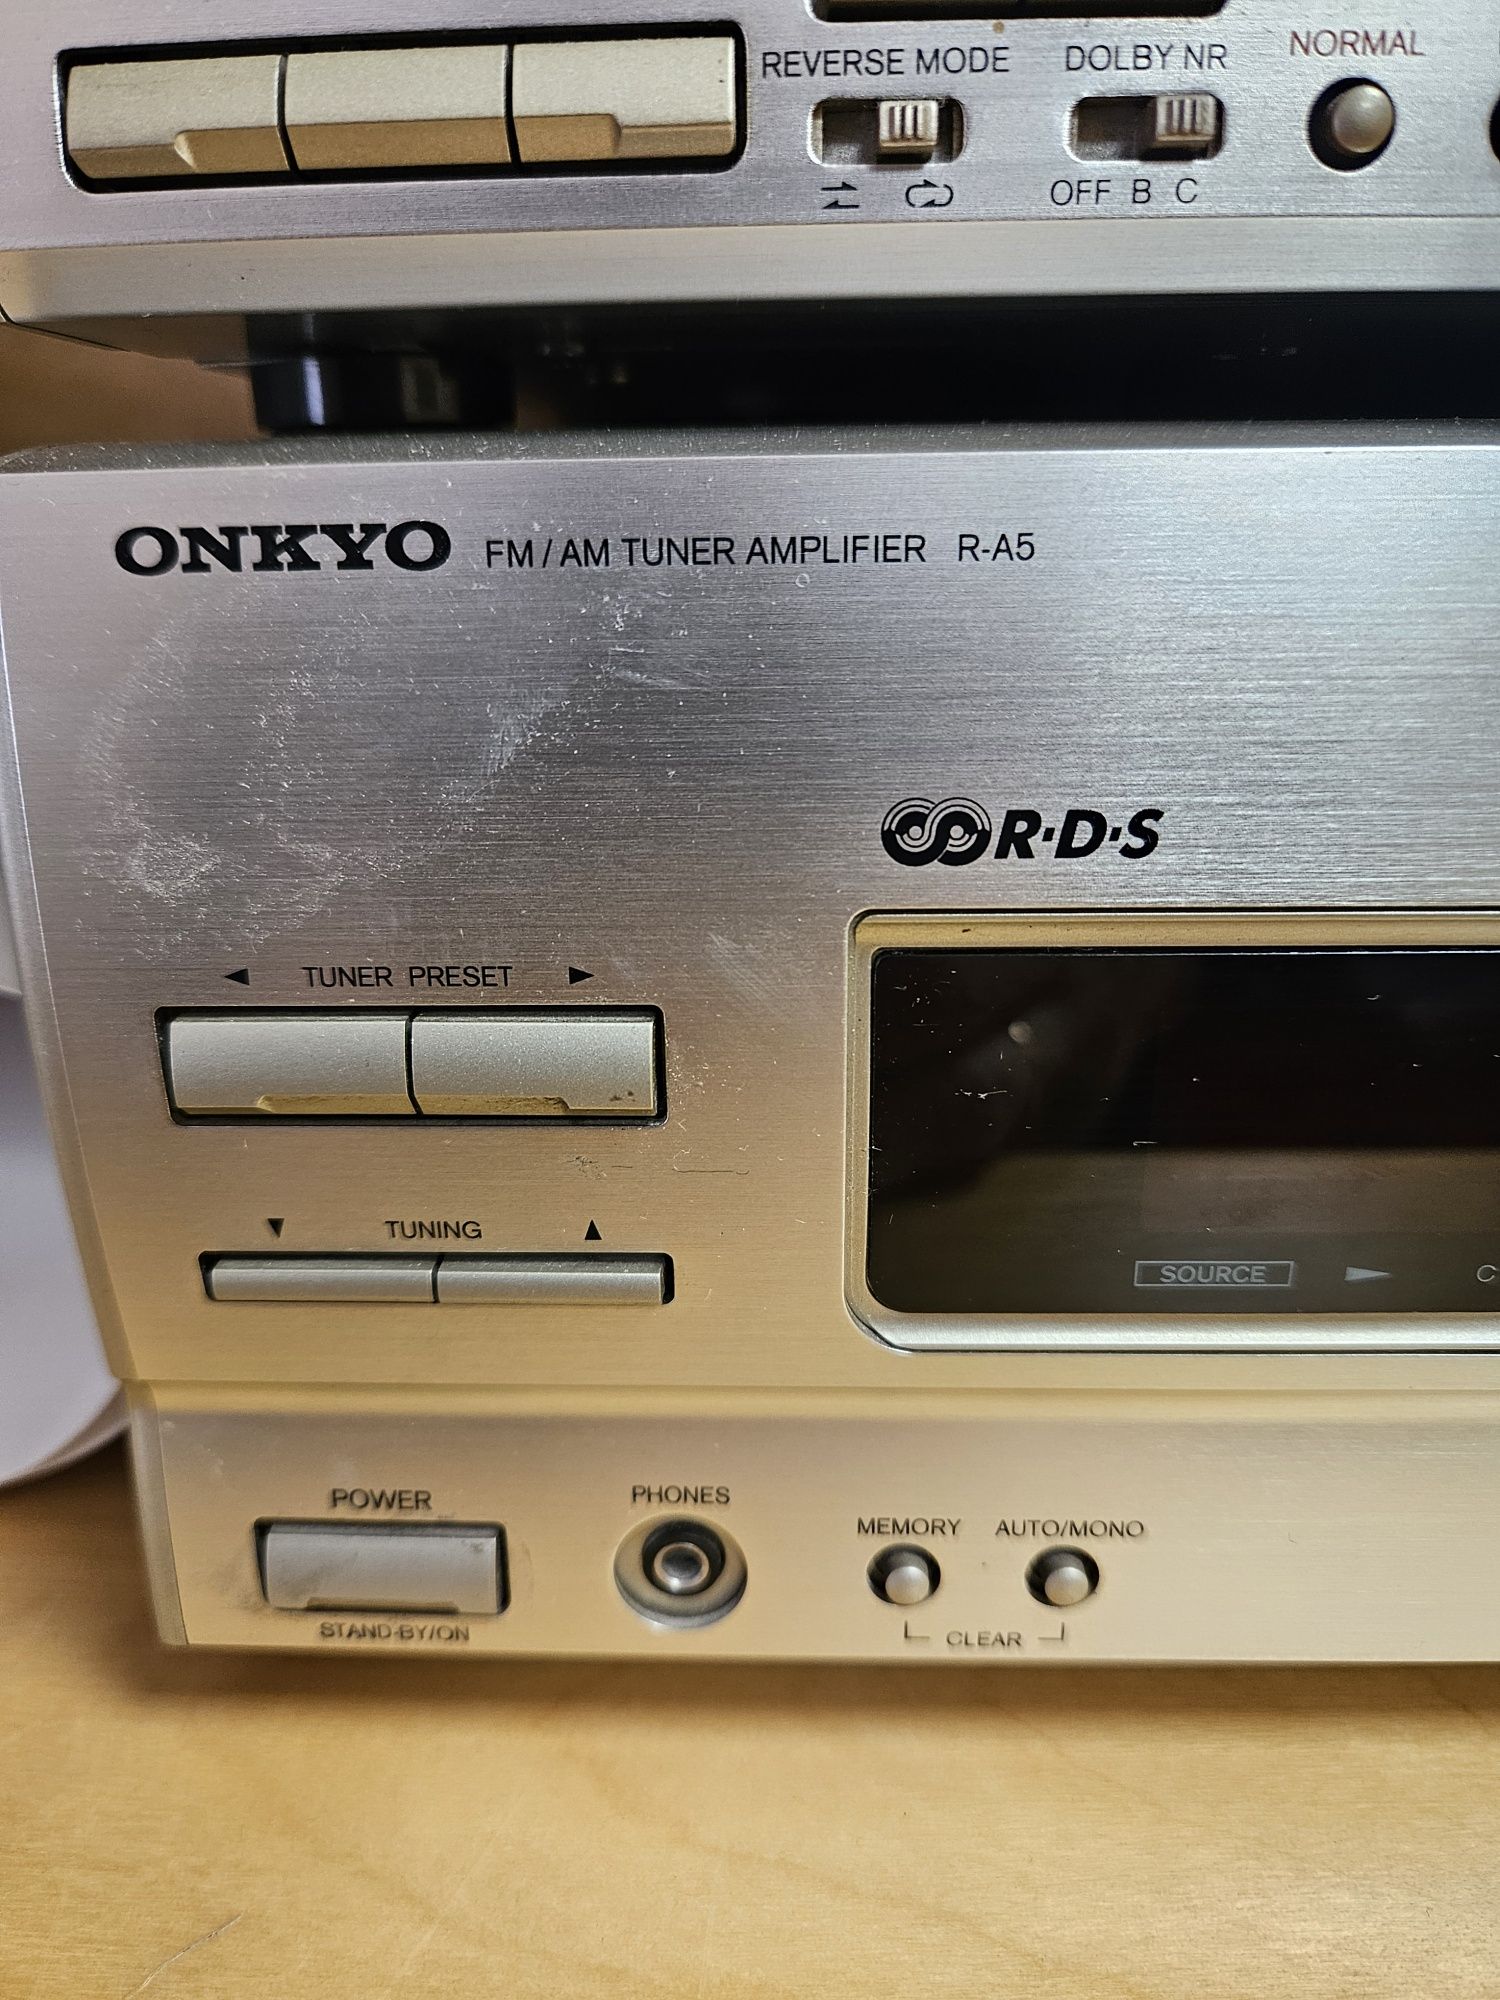 REVERSE MODE DOLBY NR NORMAL
OFF B C
ONKYO FM/AM TUNER AMPLIFIER R-A5
R·D·S
◄ TUNER PRESET ►
▼ TUNING ▲
SOURCE ► C
POWER PHONES MEMORY AUTO/MONO
STAND-BY/ON CLEAR